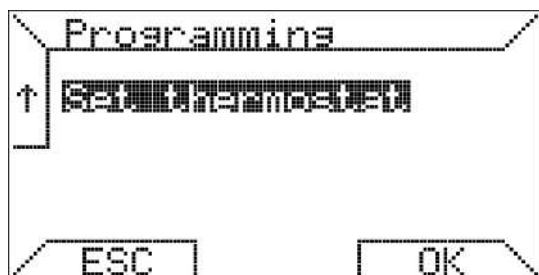 Programming
↑ Set thermostat
ESC OK